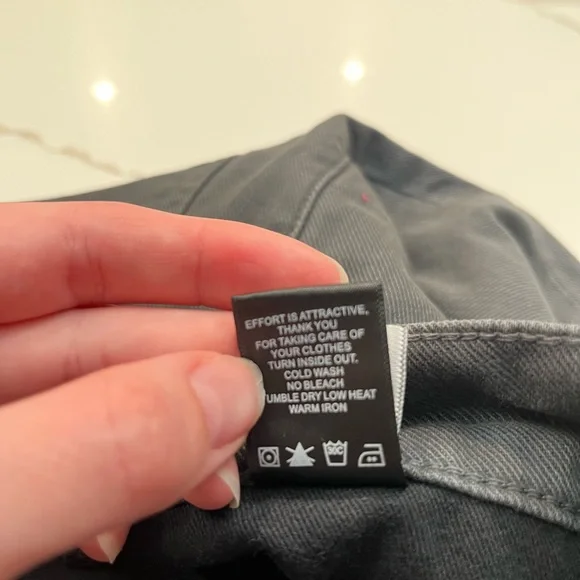 EFFORT IS ATTRACTIVE,
THANK YOU
FOR TAKING CARE OF
YOUR CLOTHES
TURN INSIDE OUT.
COLD WASH
NO BLEACH
UMBLE DRY LOW HEAT
WARM IRON